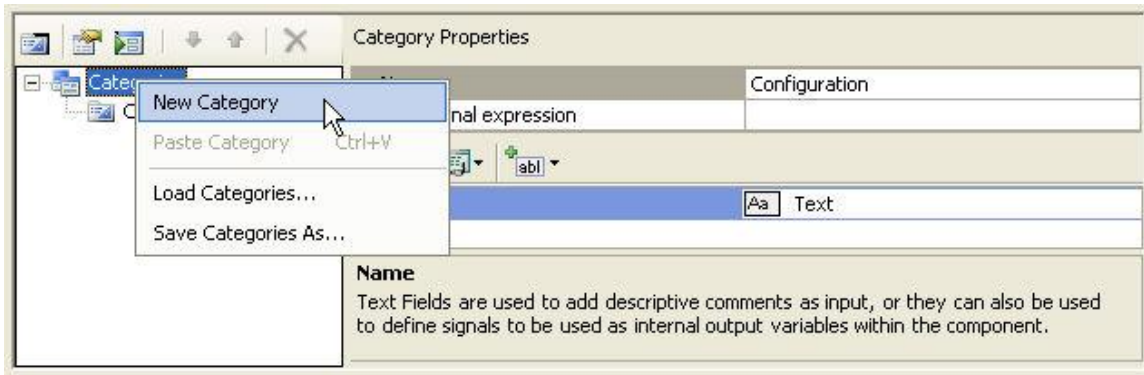 Category Properties
Configuration
New Category
nal expression
Paste Category Ctrl+V
abl
Load Categories...
Aa Text
Save Categories As...
Name
Text Fields are used to add descriptive comments as input, or they can also be used
to define signals to be used as internal output variables within the component.